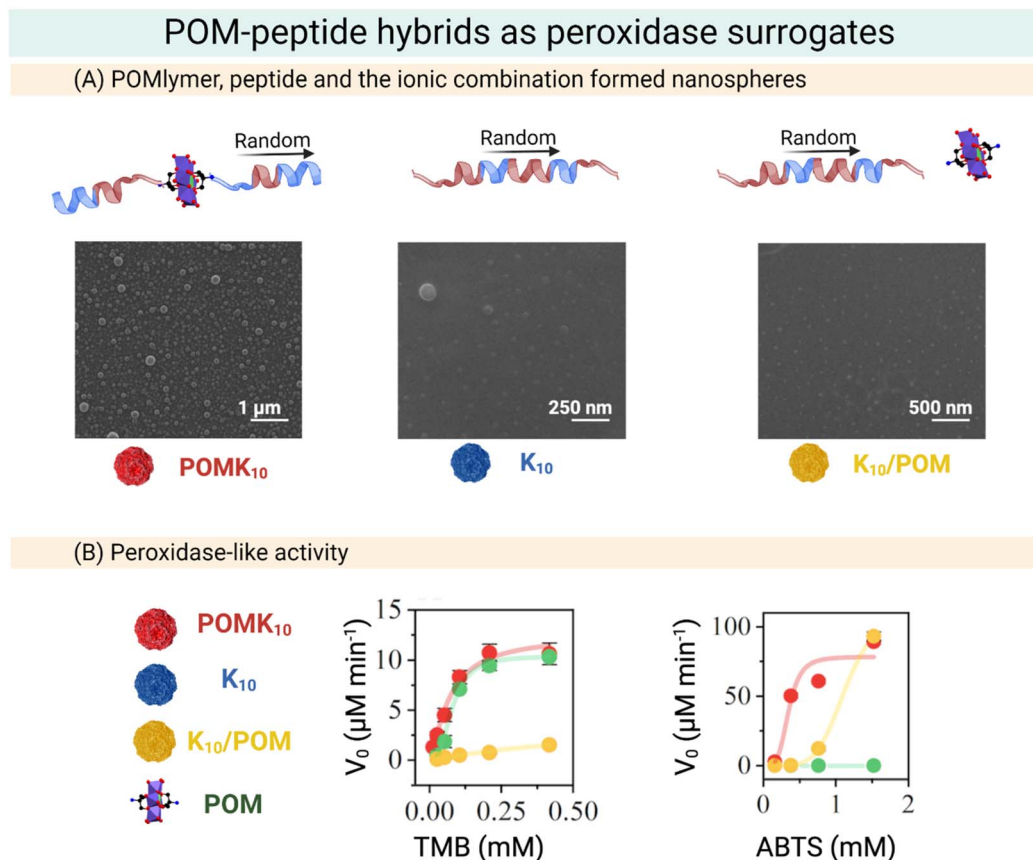 POM-peptide hybrids as peroxidase surrogates
(A) POMlymer, peptide and the ionic combination formed nanospheres
Random
Random
Random
1 μm
250 nm
500 nm
POMK₁₀
K₁₀
K₁₀/POM
(B) Peroxidase-like activity
POMK₁₀
K₁₀
K₁₀/POM
POM
V₀ (μM min⁻¹)
15
10
5
0
0.00
0.25
0.50
TMB (mM)
V₀ (μM min⁻¹)
100
50
0
0
1
2
ABTS (mM)